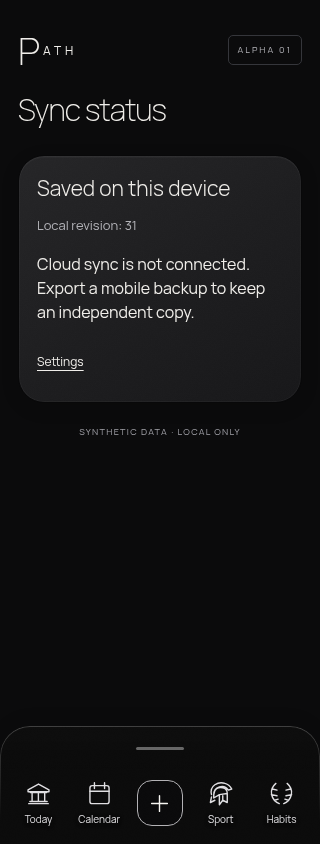 PATH
ALPHA 01
Sync status
Saved on this device
Local revision: 31
Cloud sync is not connected.
Export a mobile backup to keep
an independent copy.
Settings
SYNTHETIC DATA · LOCAL ONLY
Today
Calendar
Sport
Habits